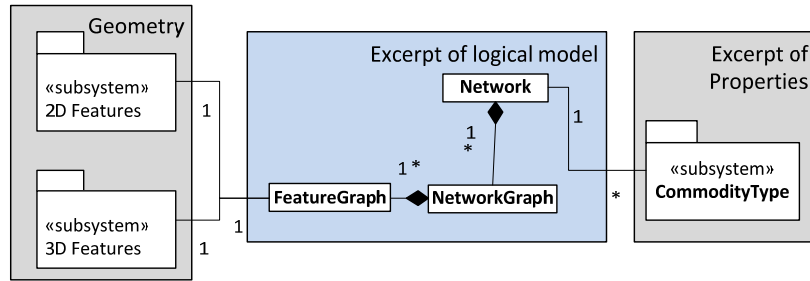 Geometry
«subsystem»
2D Features
1
«subsystem»
3D Features
1
1
Excerpt of logical model
Network
1
*
1
1 *
FeatureGraph
NetworkGraph
*
Excerpt of
Properties
«subsystem»
CommodityType